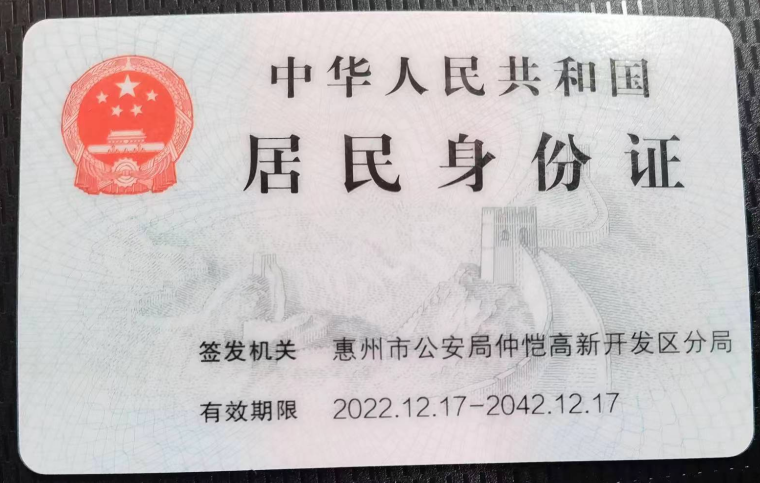 中华人民共和国
居民身份证
签发机关 惠州市公安局仲恺高新开发区分局
有效期限 2022.12.17-2042.12.17